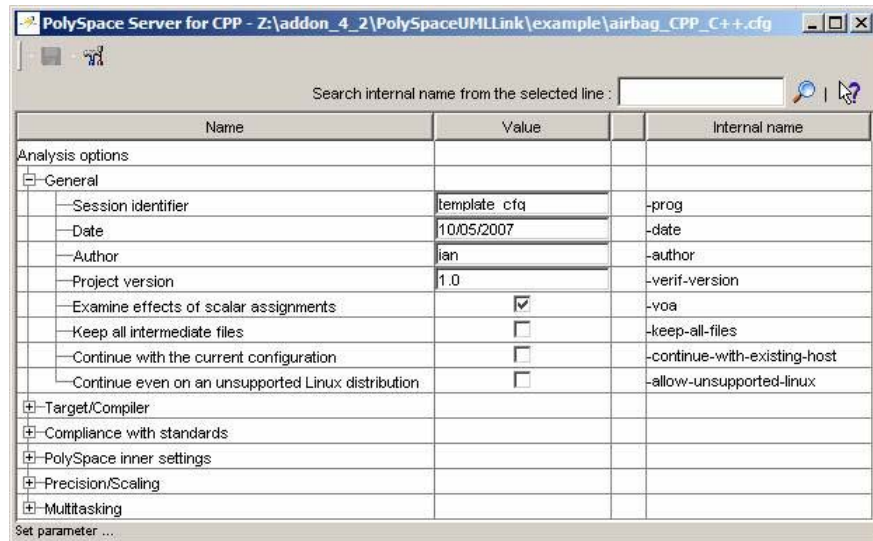 PolySpace Server for CPP - Z:\addon_4_2\PolySpaceUMLLink\example\airbag_CPP_C++.cfg
Search internal name from the selected line :
Name Value Internal name
Analysis options
General
Session identifier template_cfg -prog
Date 10/05/2007 -date
Author ian -author
Project version 1.0 -verif-version
Examine effects of scalar assignments -voa
Keep all intermediate files -keep-all-files
Continue with the current configuration -continue-with-existing-host
Continue even on an unsupported Linux distribution -allow-unsupported-linux
Target/Compiler
Compliance with standards
PolySpace inner settings
Precision/Scaling
Multitasking
Set parameter ...